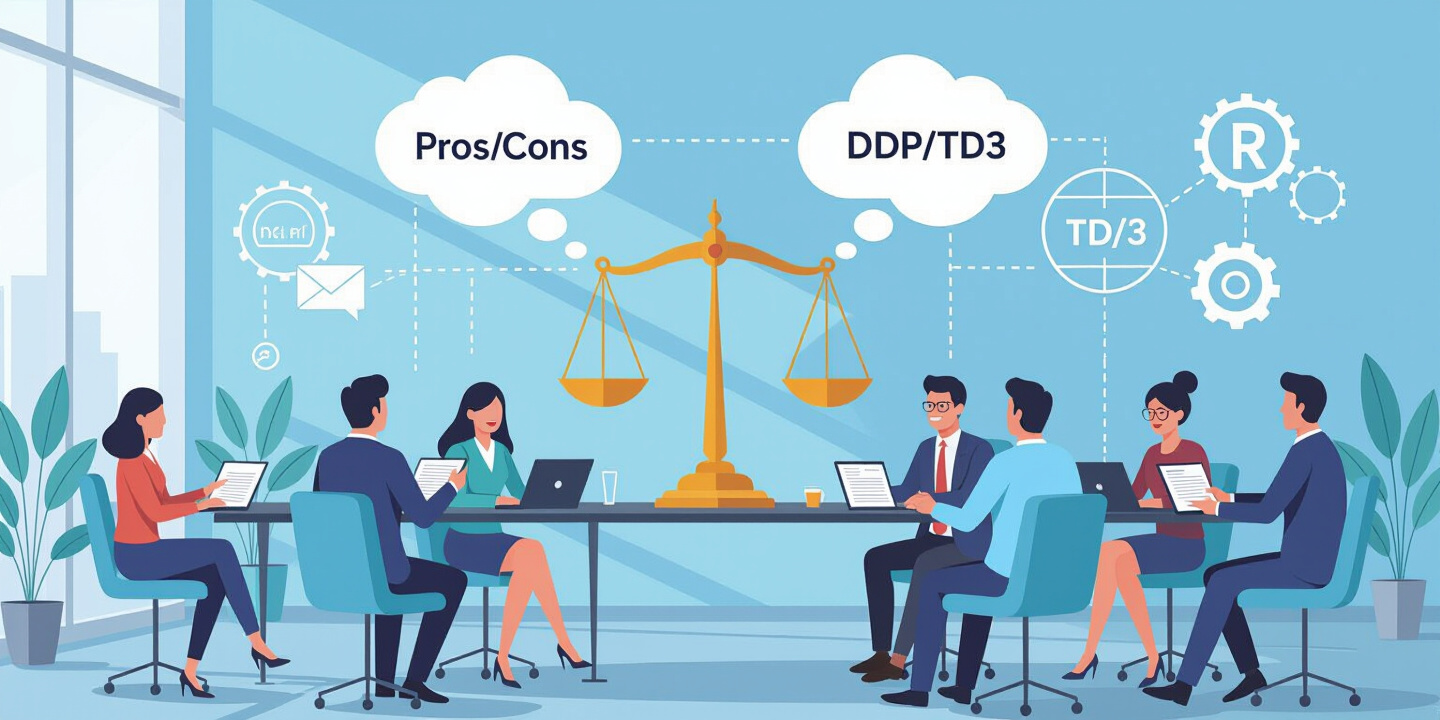 Pros/Cons
DDP/TD3
R
TD/3